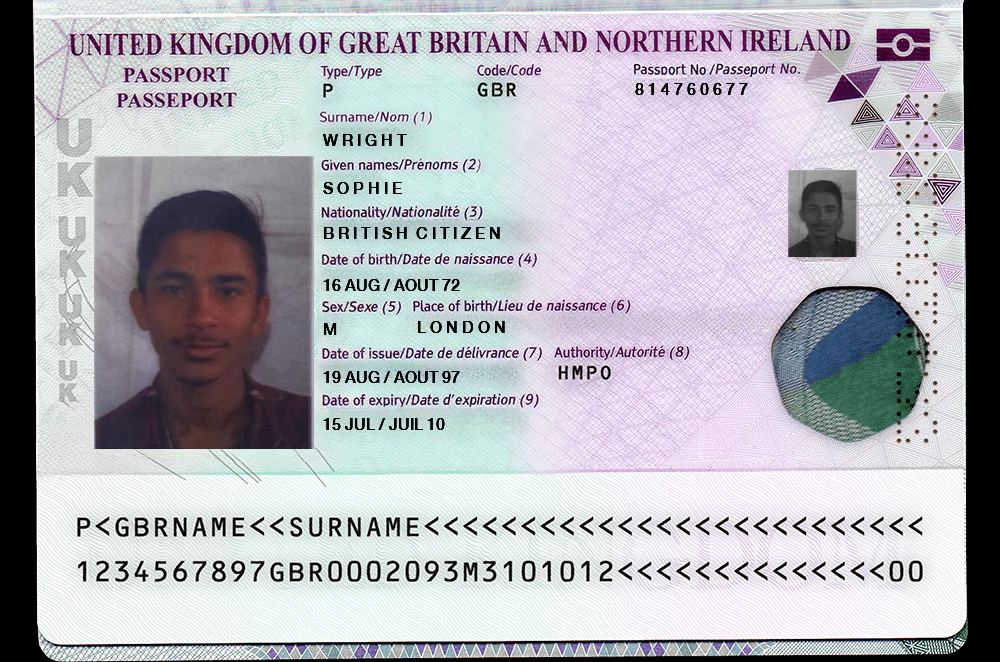 UNITED KINGDOM OF GREAT BRITAIN AND NORTHERN IRELAND
PASSPORT
PASSEPORT
Type/Type Code/Code Passport No /Passeport No.
P GBR 814760677
Surname/Nom (1)
WRIGHT
Given names/Prénoms (2)
SOPHIE
Nationality/Nationalité (3)
BRITISH CITIZEN
Date of birth/Date de naissance (4)
16 AUG / AOUT 72
Sex/Sexe (5) Place of birth/Lieu de naissance (6)
M LONDON
Date of issue/Date de délivrance (7) Authority/Autorité (8)
19 AUG / AOUT 97 HMPO
Date of expiry/Date d'expiration (9)
15 JUL / JUIL 10
UK
UK
UK
UK
P<GBRNAME<<SURNAME<<<<<<<<<<<<<<<<<<<<<<<<<<
1234567897GBR0002093M3101012<<<<<<<<<<<<<<00